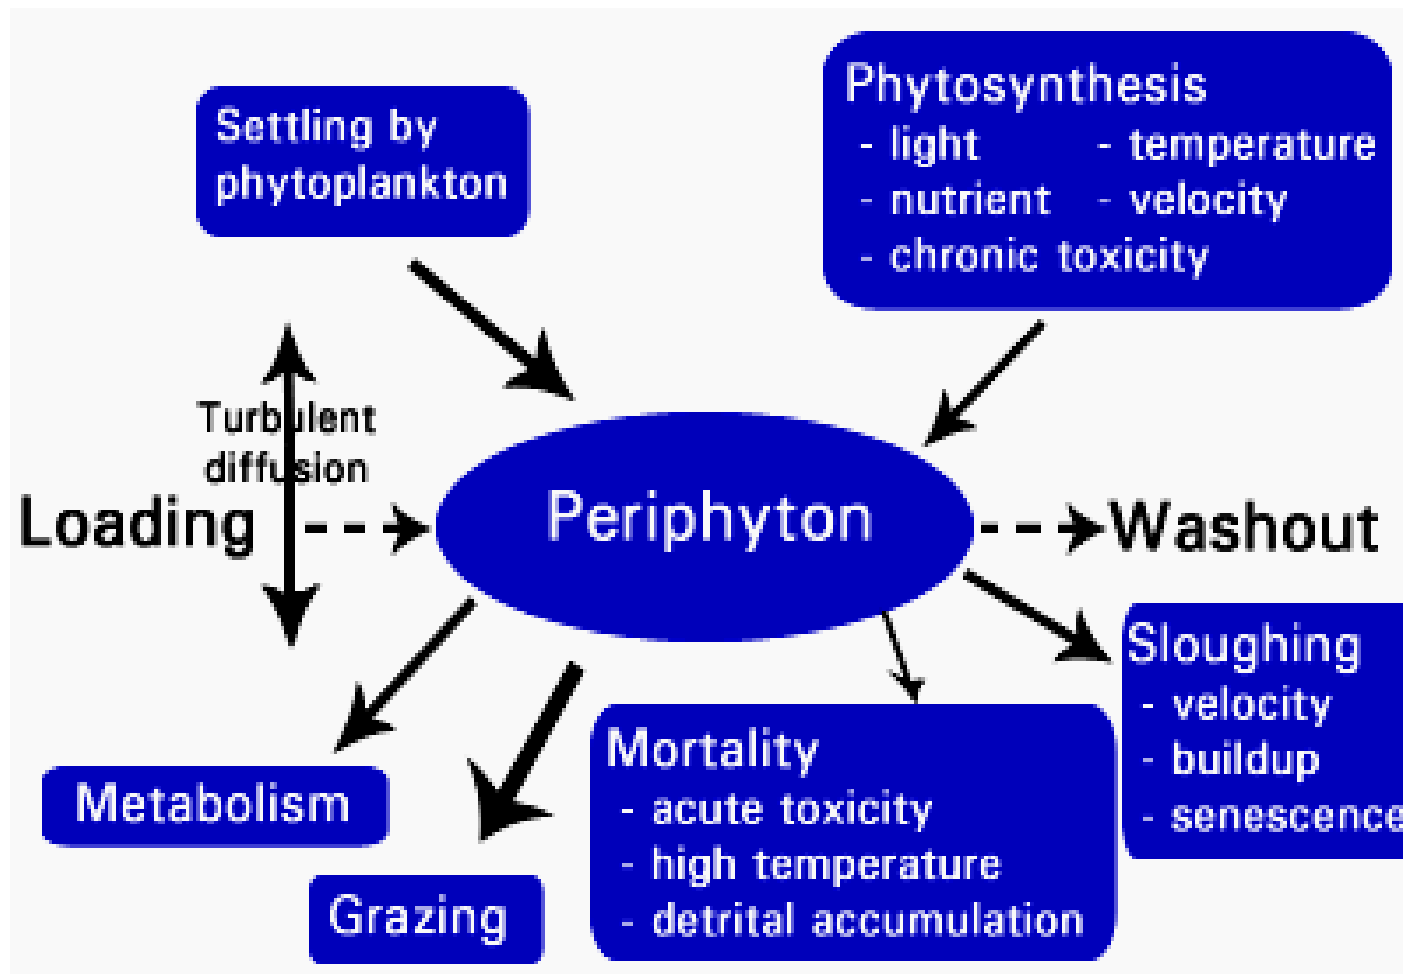 Settling by
phytoplankton
Phytosynthesis
- light - temperature
- nutrient - velocity
- chronic toxicity
Turbulent
diffusion
Loading
Periphyton
Washout
Metabolism
Grazing
Mortality
- acute toxicity
- high temperature
- detrital accumulation
Sloughing
- velocity
- buildup
- senescence